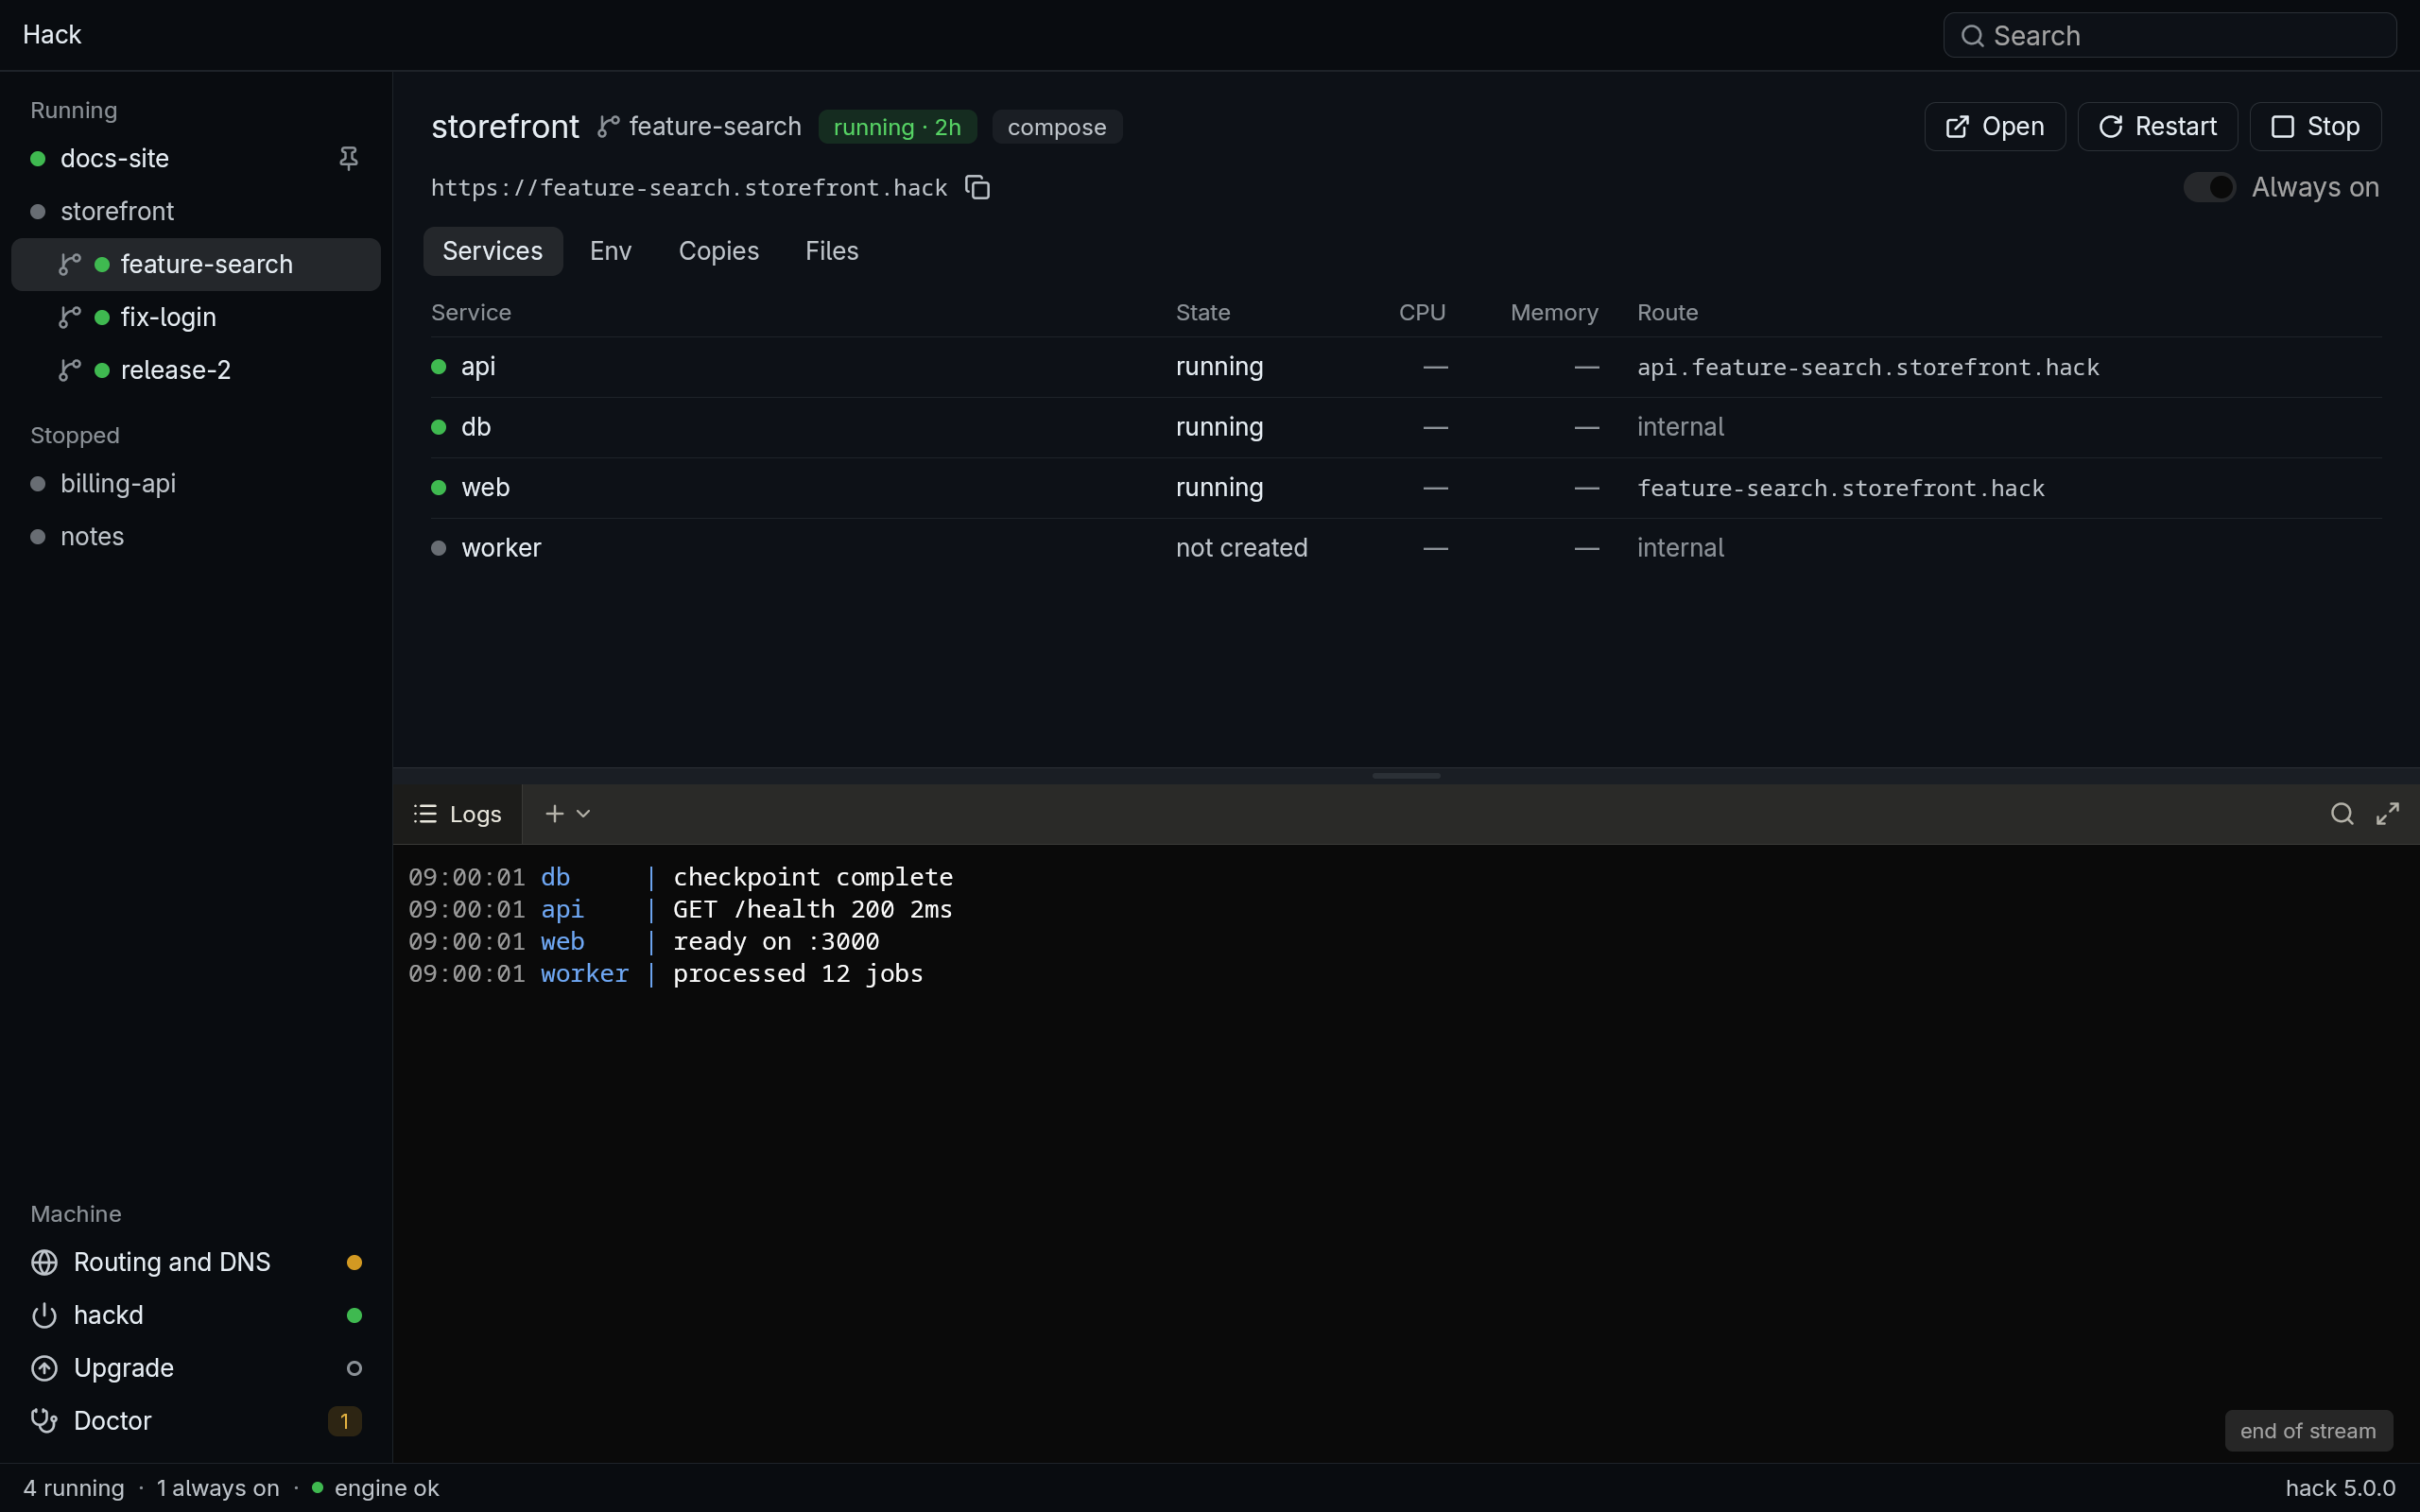 Hack
Search
Running
docs-site
storefront
feature-search
fix-login
release-2
Stopped
billing-api
notes
Machine
Routing and DNS
hackd
Upgrade
Doctor 1
storefront feature-search running · 2h compose
Open Restart Stop
https://feature-search.storefront.hack
Always on
Services Env Copies Files
Service State CPU Memory Route
api running — — api.feature-search.storefront.hack
db running — — internal
web running — — feature-search.storefront.hack
worker not created — — internal
Logs
09:00:01 db | checkpoint complete
09:00:01 api | GET /health 200 2ms
09:00:01 web | ready on :3000
09:00:01 worker | processed 12 jobs
end of stream
4 running · 1 always on · engine ok
hack 5.0.0